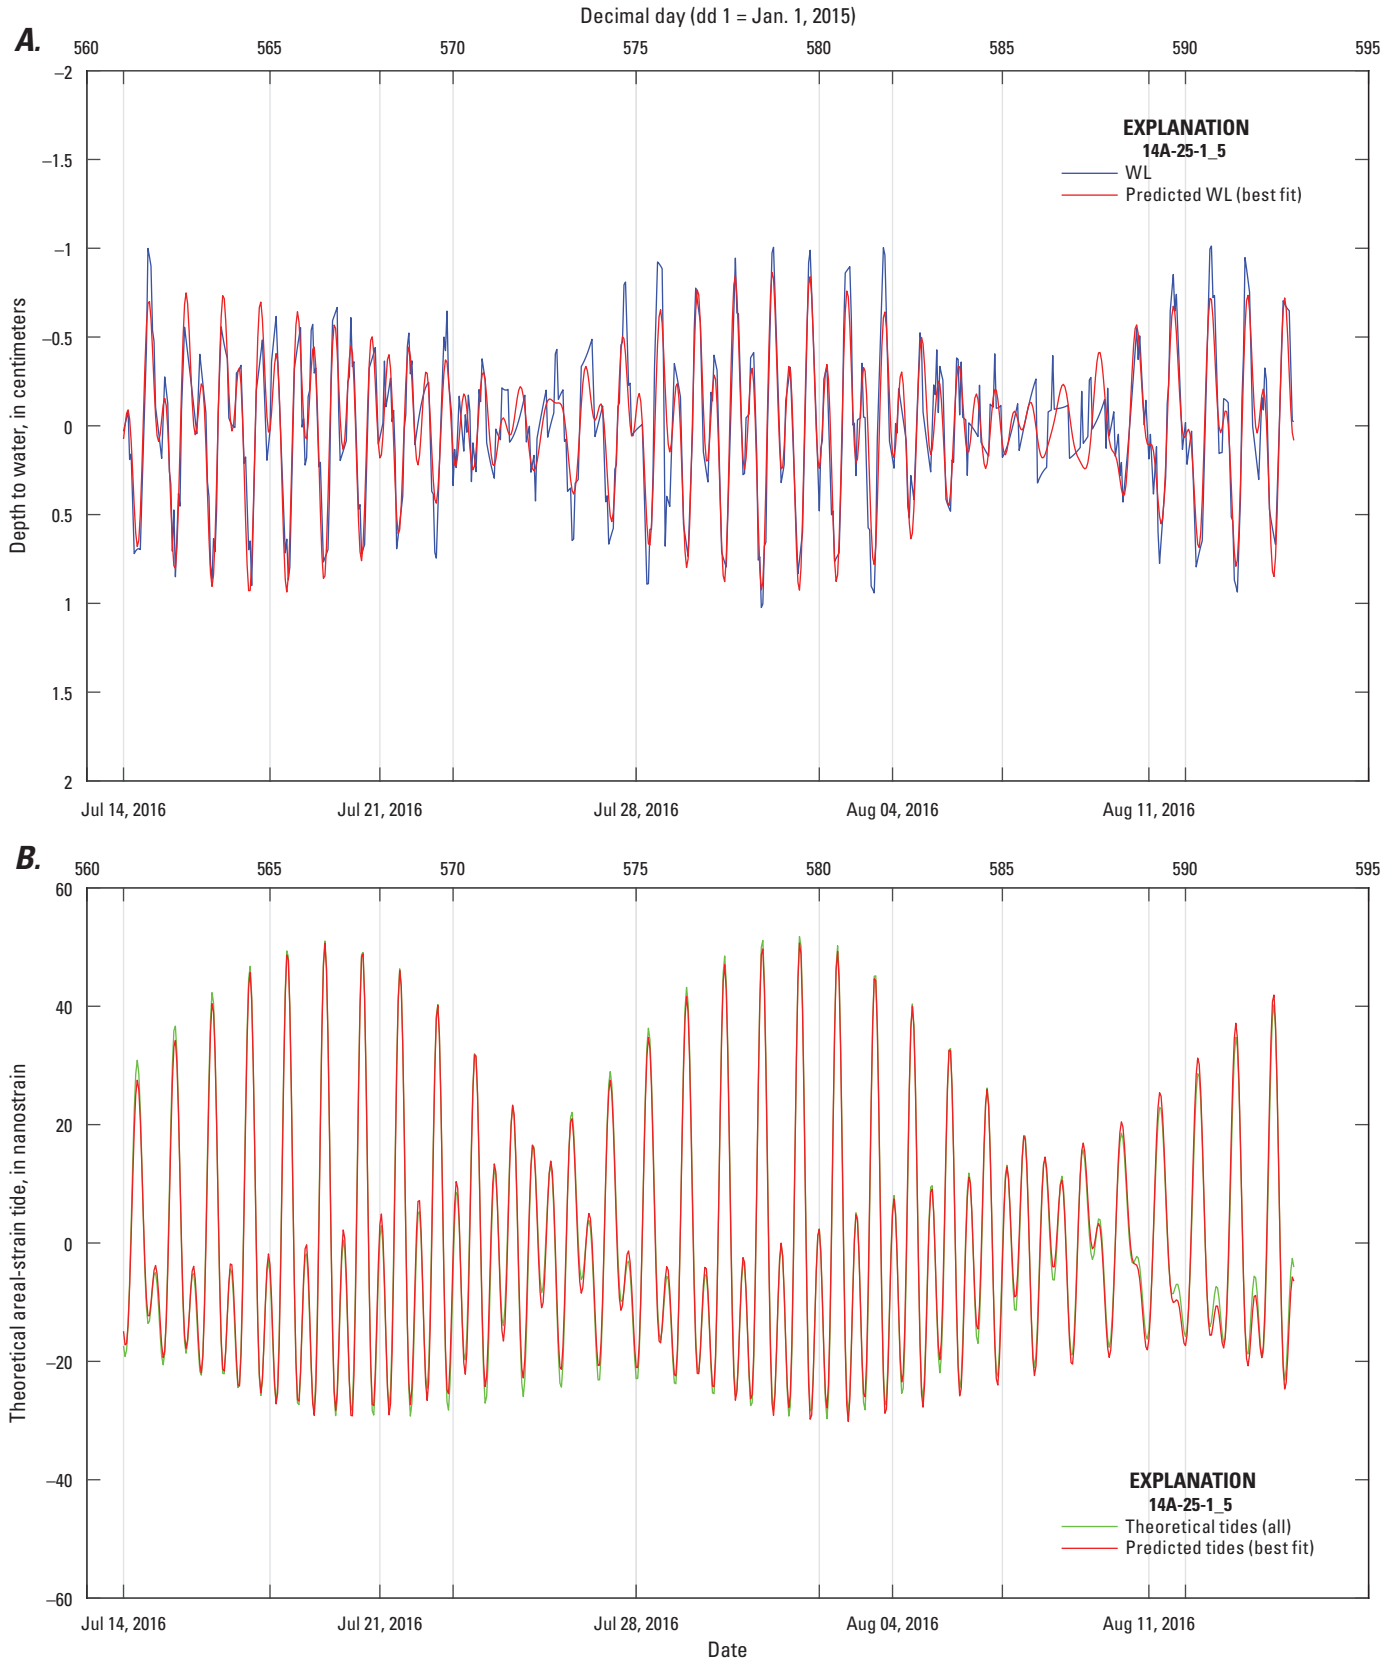 Decimal day (dd 1 = Jan. 1, 2015)
A.
560 565 570 575 580 585 590 595
–2
–1.5
–1
–0.5
0
0.5
1
1.5
2
Depth to water, in centimeters
EXPLANATION
14A-25-1_5
WL
Predicted WL (best fit)
Jul 14, 2016 Jul 21, 2016 Jul 28, 2016 Aug 04, 2016 Aug 11, 2016
B.
560 565 570 575 580 585 590 595
60
40
20
0
–20
–40
–60
Theoretical areal-strain tide, in nanostrain
EXPLANATION
14A-25-1_5
Theoretical tides (all)
Predicted tides (best fit)
Jul 14, 2016 Jul 21, 2016 Jul 28, 2016 Aug 04, 2016 Aug 11, 2016
Date